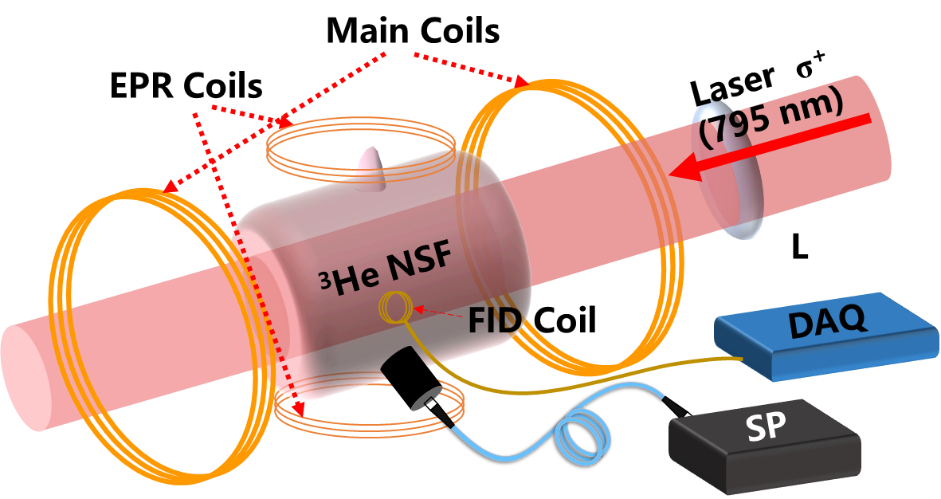 Main Coils
EPR Coils
Laser σ⁺
(795 nm)
L
³He NSF
FID Coil
DAQ
SP